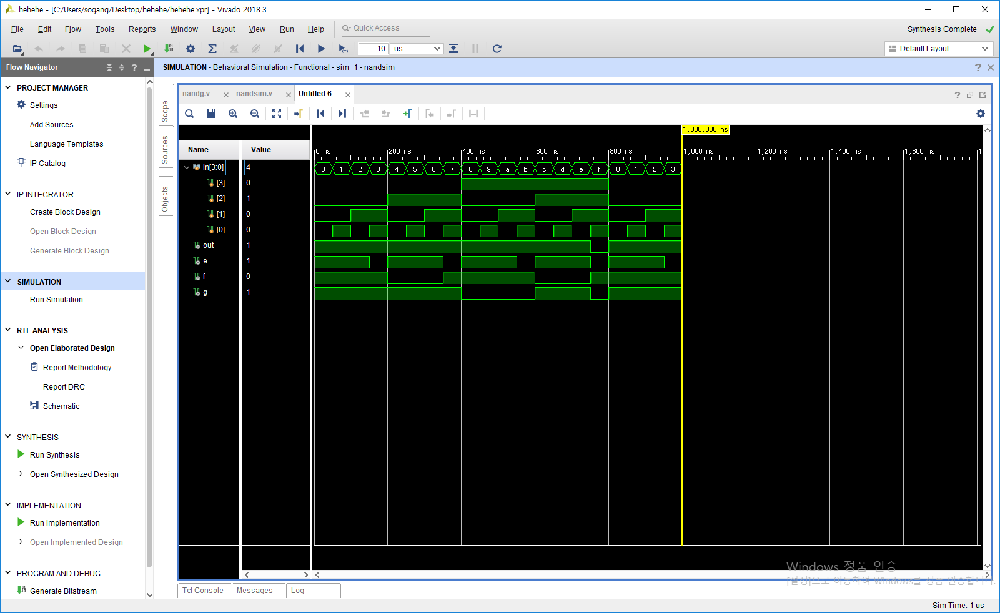 hehehe - [C:/Users/sogang/Desktop/hehehe/hehehe.xpr] - Vivado 2018.3
File Edit Flow Tools Reports Window Layout View Run Help Quick Access Synthesis Complete
10 us Default Layout
Flow Navigator
SIMULATION - Behavioral Simulation - Functional - sim_1 - nandsim
PROJECT MANAGER
Settings
Add Sources
Language Templates
IP Catalog
IP INTEGRATOR
Create Block Design
Open Block Design
Generate Block Design
SIMULATION
Run Simulation
RTL ANALYSIS
Open Elaborated Design
Report Methodology
Report DRC
Schematic
SYNTHESIS
Run Synthesis
Open Synthesized Design
IMPLEMENTATION
Run Implementation
Open Implemented Design
PROGRAM AND DEBUG
Generate Bitstream
Scope
Sources
Objects
nandg.v nandsim.v Untitled 6
1,000,000 ns
Name Value
0 ns 200 ns 400 ns 600 ns 800 ns 1,000 ns 1,200 ns 1,400 ns 1,600 ns 1
in[3:0] 4 0 1 2 3 4 5 6 7 8 9 a b c d e f 0 1 2 3
[3] 0
[2] 1
[1] 0
[0] 0
out 1
e 1
f 0
g 1
Windows 정품 인증
[설정]으로 이동하여 Windows를 정품 인증합니다.
Tcl Console Messages Log
Sim Time: 1 us